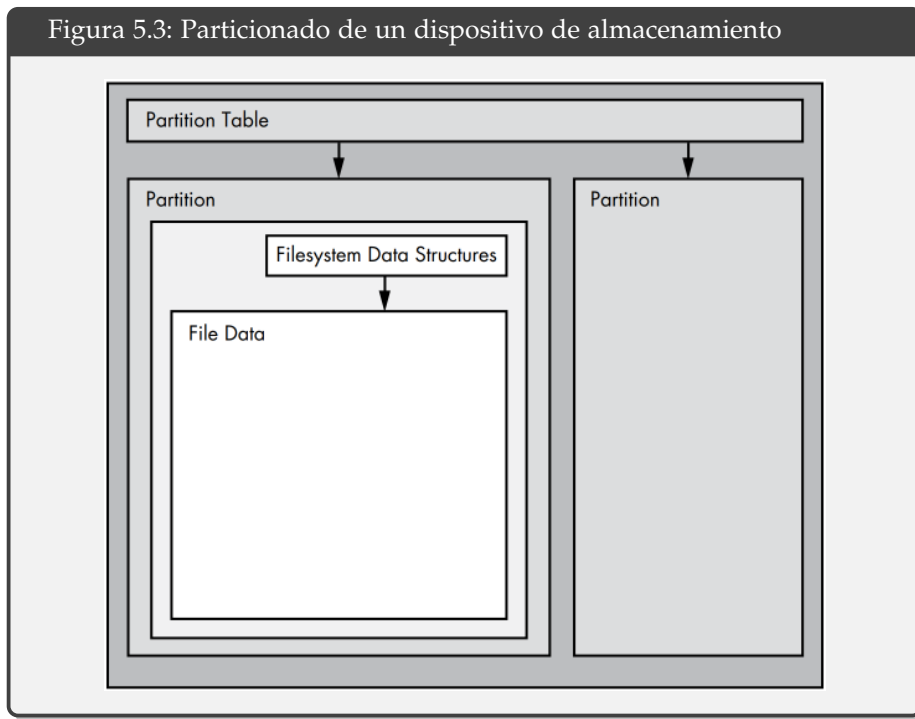 Figura 5.3: Particionado de un dispositivo de almacenamiento
Partition Table
Partition
Partition
Filesystem Data Structures
File Data